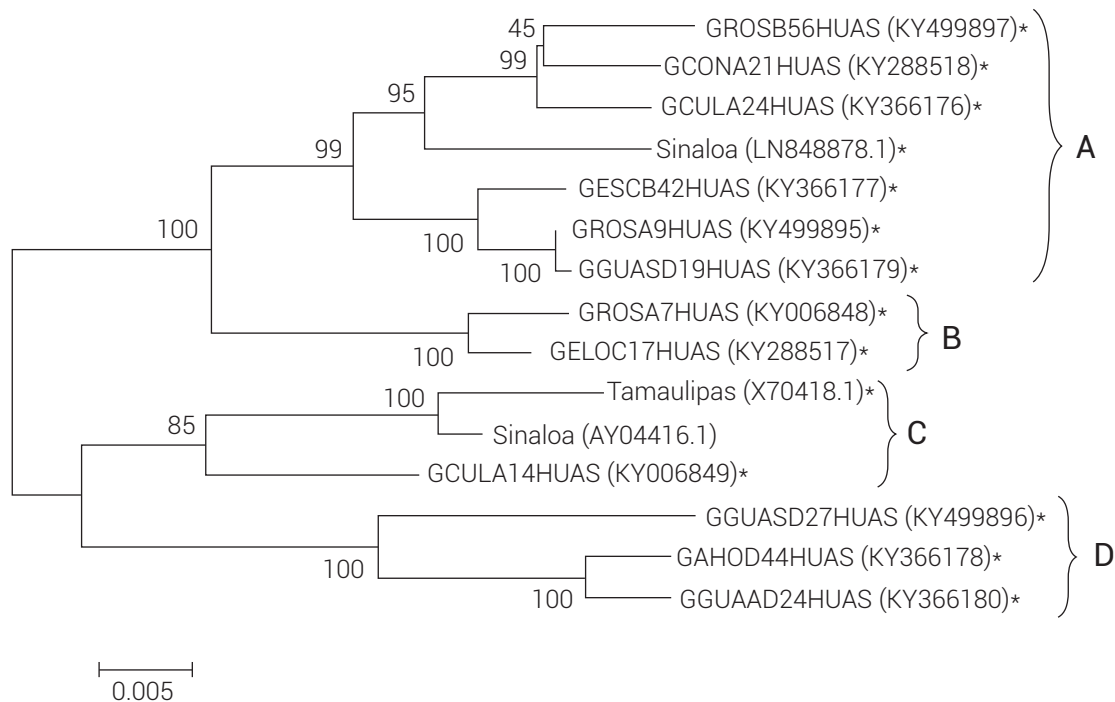 45
GROSB56HUAS (KY499897)*
99
GCONA21HUAS (KY288518)*
95
GCULA24HUAS (KY366176)*
99
Sinaloa (LN848878.1)*
A
GESCB42HUAS (KY366177)*
100
GROSA9HUAS (KY499895)*
100
100
GGUASD19HUAS (KY366179)*
GROSA7HUAS (KY006848)*
B
100
GELOC17HUAS (KY288517)*
100
Tamaulipas (X70418.1)*
85
Sinaloa (AY04416.1)
C
GCULA14HUAS (KY006849)*
GGUASD27HUAS (KY499896)*
100
GAHOD44HUAS (KY366178)*
D
100
GGUAAD24HUAS (KY366180)*
0.005